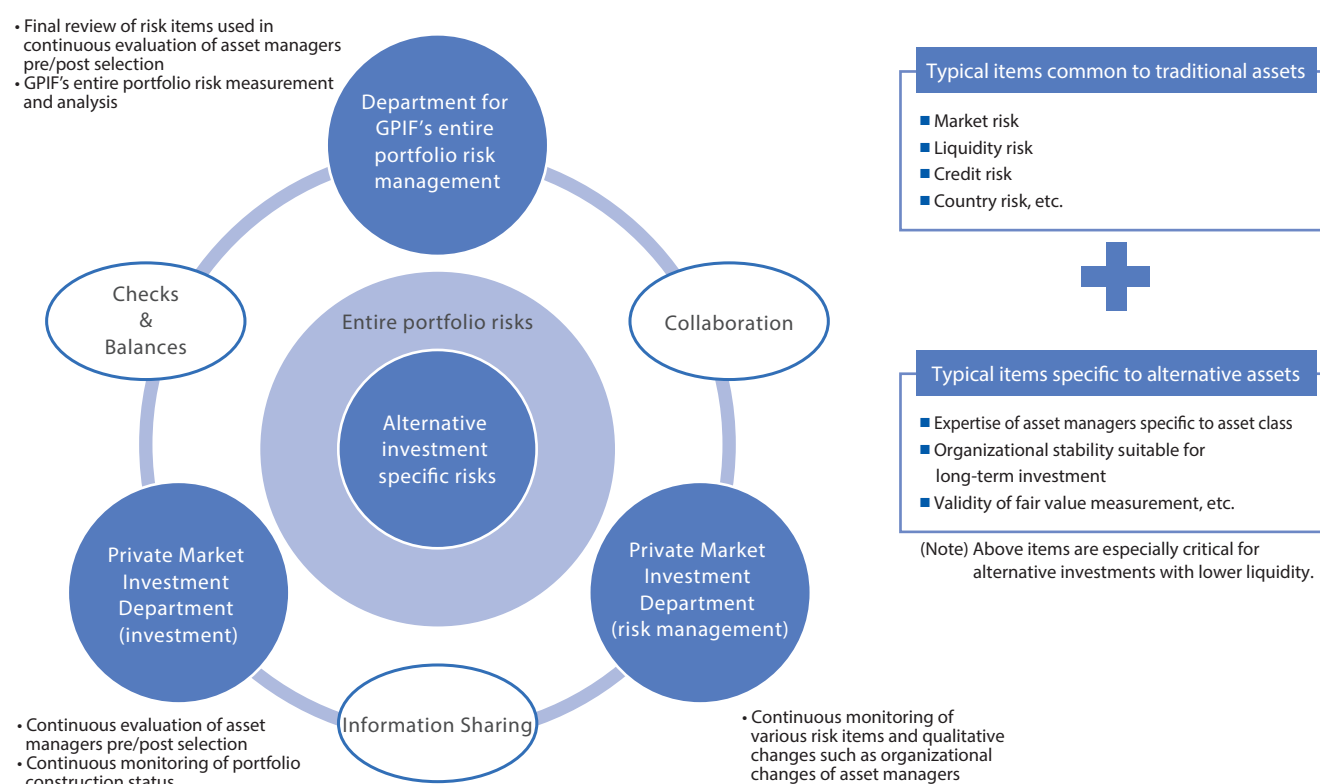 • Final review of risk items used in
continuous evaluation of asset managers
pre/post selection
• GPIF's entire portfolio risk measurement
and analysis
Department for
GPIF's entire
portfolio risk
management
Checks
&
Balances
Collaboration
Entire portfolio risks
Alternative
investment
specific risks
Private Market
Investment
Department
(investment)
Private Market
Investment
Department
(risk management)
Information Sharing
• Continuous evaluation of asset
managers pre/post selection
• Continuous monitoring of portfolio
construction status
• Continuous monitoring of
various risk items and qualitative
changes such as organizational
changes of asset managers
Typical items common to traditional assets
■ Market risk
■ Liquidity risk
■ Credit risk
■ Country risk, etc.
Typical items specific to alternative assets
■ Expertise of asset managers specific to asset class
■ Organizational stability suitable for
long-term investment
■ Validity of fair value measurement, etc.
(Note) Above items are especially critical for
alternative investments with lower liquidity.